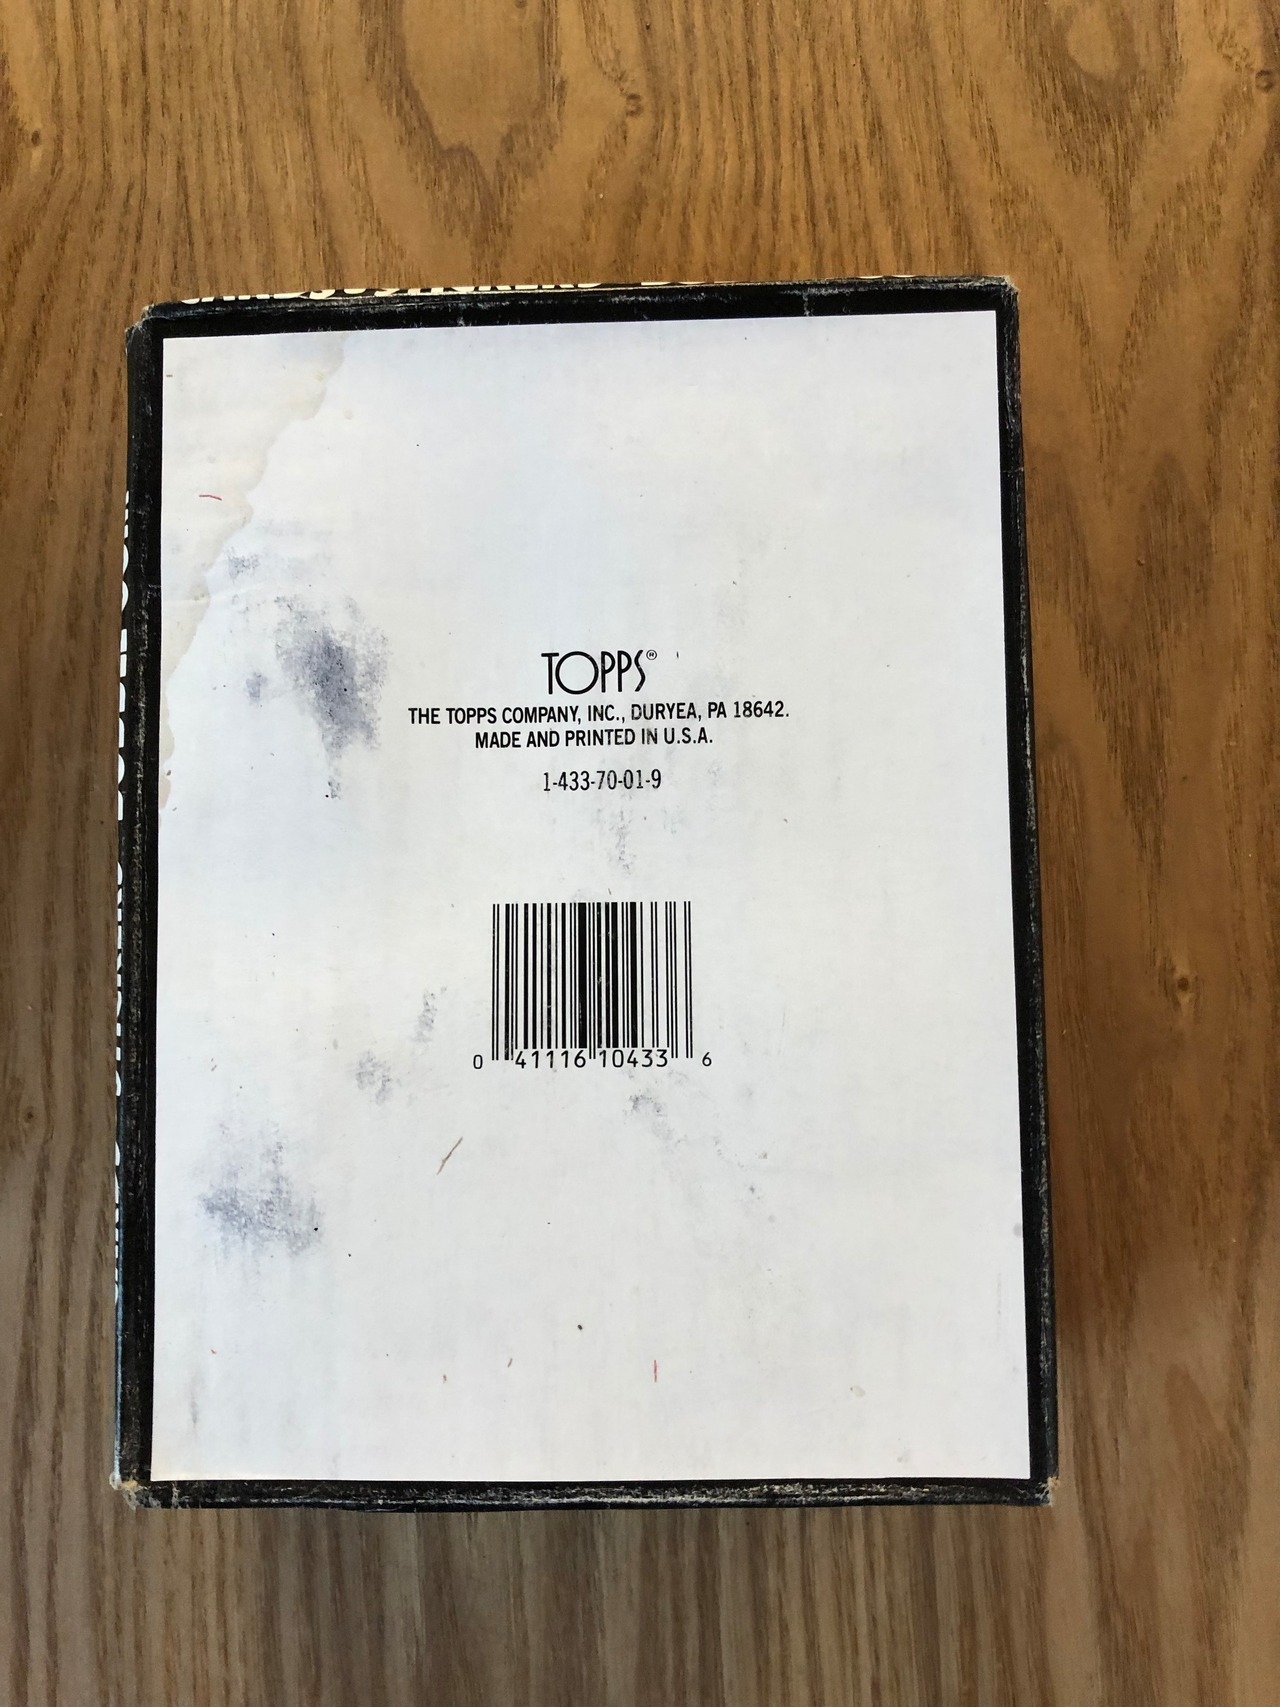 TOPPS®
THE TOPPS COMPANY, INC., DURYEA, PA 18642.
MADE AND PRINTED IN U.S.A.
1-433-70-01-9
0 41116 10433 6